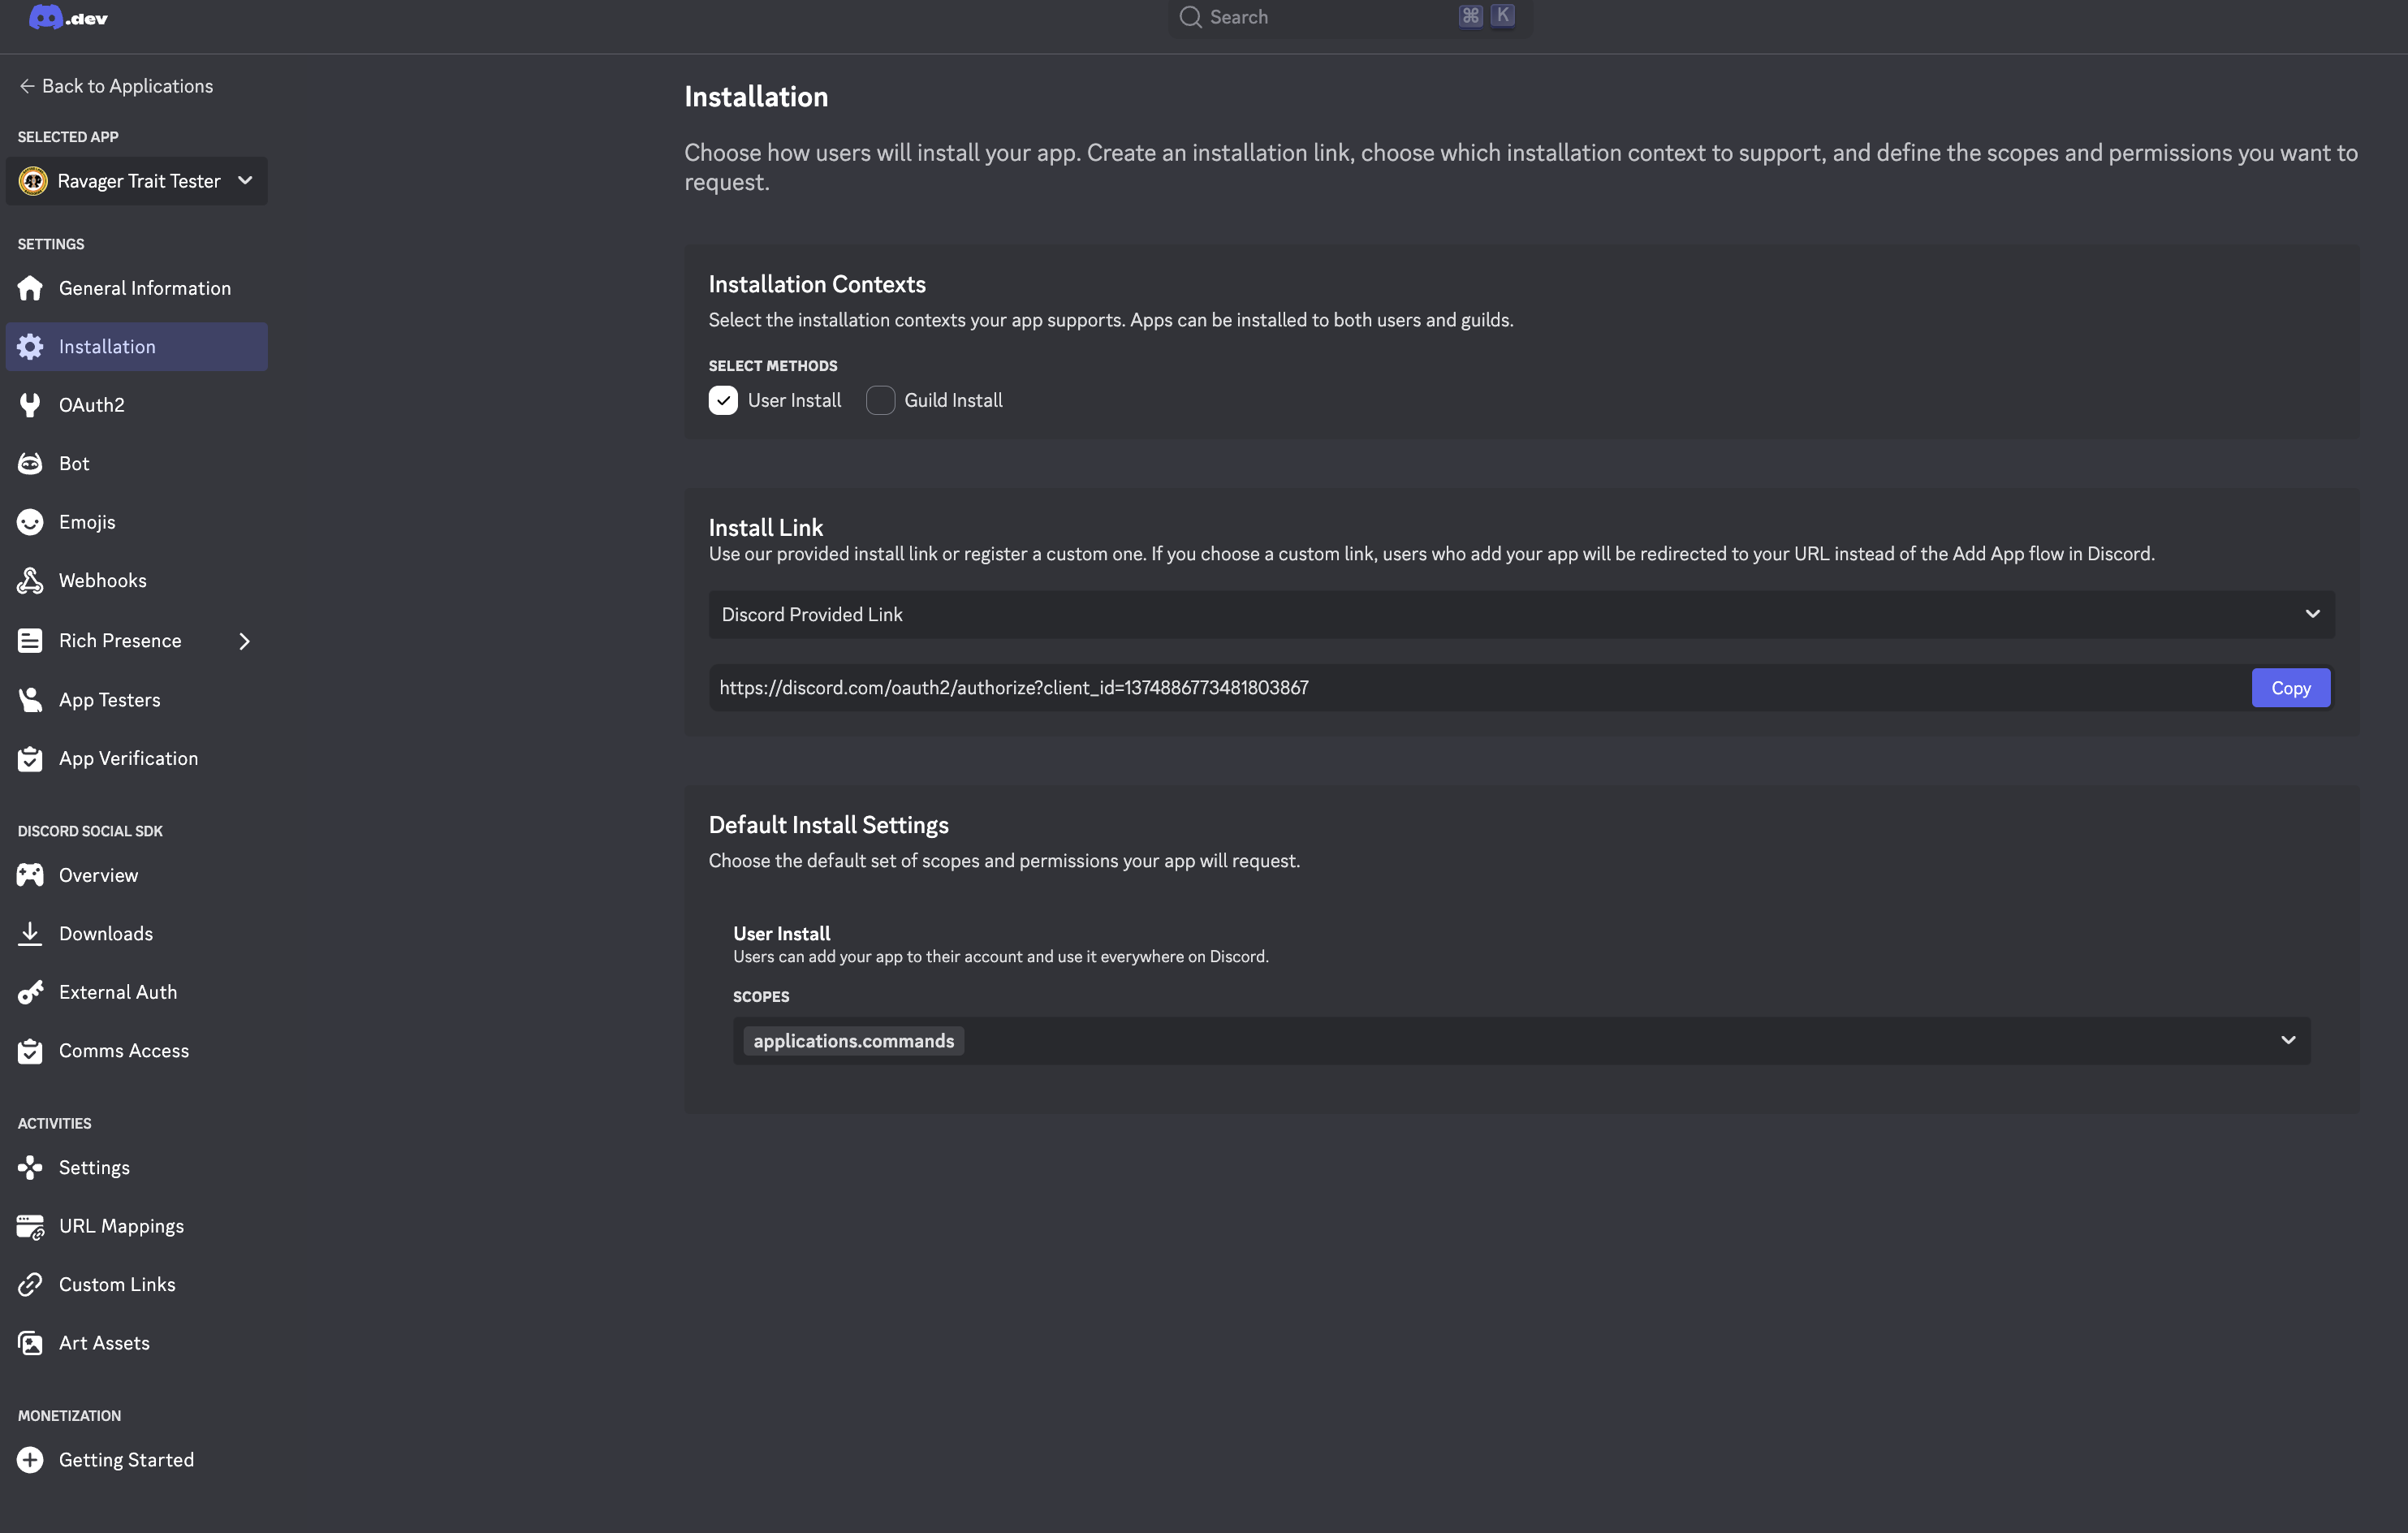 .dev
Search
⌘ K
Back to Applications
SELECTED APP
Ravager Trait Tester
SETTINGS
General Information
Installation
OAuth2
Bot
Emojis
Webhooks
Rich Presence
App Testers
App Verification
DISCORD SOCIAL SDK
Overview
Downloads
External Auth
Comms Access
ACTIVITIES
Settings
URL Mappings
Custom Links
Art Assets
MONETIZATION
Getting Started
Installation
Choose how users will install your app. Create an installation link, choose which installation context to support, and define the scopes and permissions you want to
request.
Installation Contexts
Select the installation contexts your app supports. Apps can be installed to both users and guilds.
SELECT METHODS
User Install
Guild Install
Install Link
Use our provided install link or register a custom one. If you choose a custom link, users who add your app will be redirected to your URL instead of the Add App flow in Discord.
Discord Provided Link
https://discord.com/oauth2/authorize?client_id=1374886773481803867
Copy
Default Install Settings
Choose the default set of scopes and permissions your app will request.
User Install
Users can add your app to their account and use it everywhere on Discord.
SCOPES
applications.commands